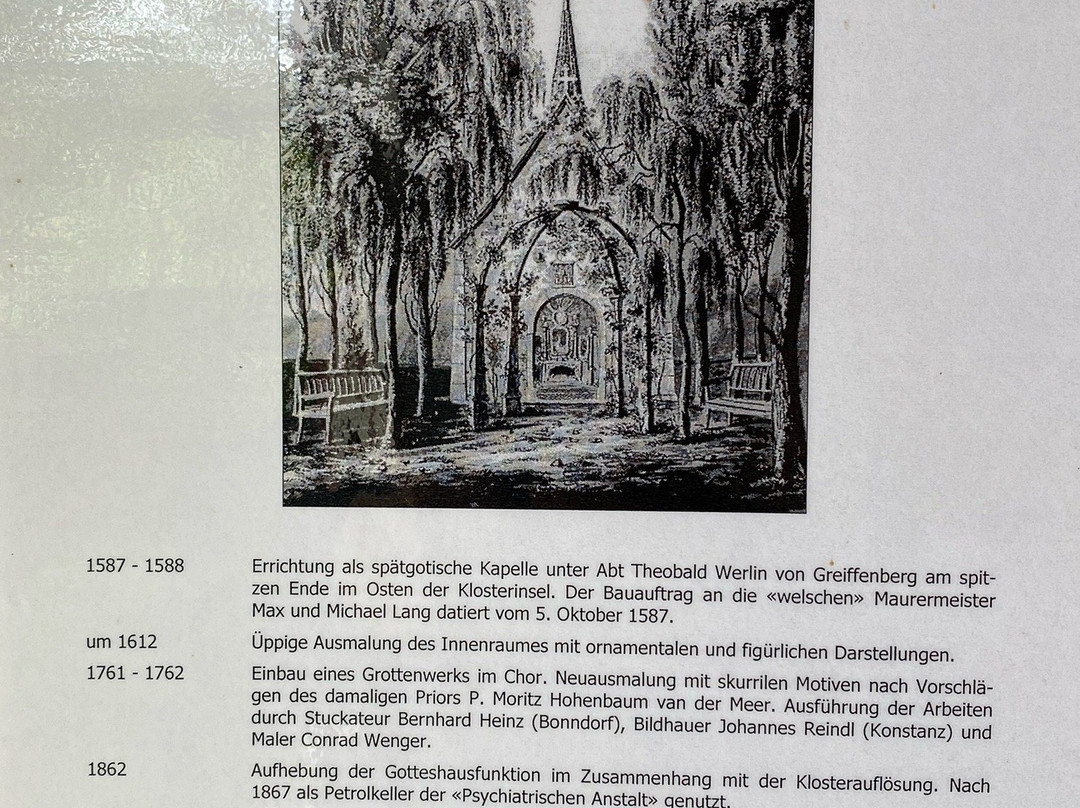 1587 - 1588 Errichtung als spätgotische Kapelle unter Abt Theobald Werlin von Greiffenberg am spit-
zen Ende im Osten der Klosterinsel. Der Bauauftrag an die «welschen» Maurermeister
Max und Michael Lang datiert vom 5. Oktober 1587.
um 1612 Üppige Ausmalung des Innenraumes mit ornamentalen und figürlichen Darstellungen.
1761 - 1762 Einbau eines Grottenwerks im Chor. Neuausmalung mit skurrilen Motiven nach Vorschlä-
gen des damaligen Priors P. Moritz Hohenbaum van der Meer. Ausführung der Arbeiten
durch Stuckateur Bernhard Heinz (Bonndorf), Bildhauer Johannes Reindl (Konstanz) und
Maler Conrad Wenger.
1862 Aufhebung der Gotteshausfunktion im Zusammenhang mit der Klosterauflösung. Nach
1867 als Petrolkeller der «Psychiatrischen Anstalt» genutzt.